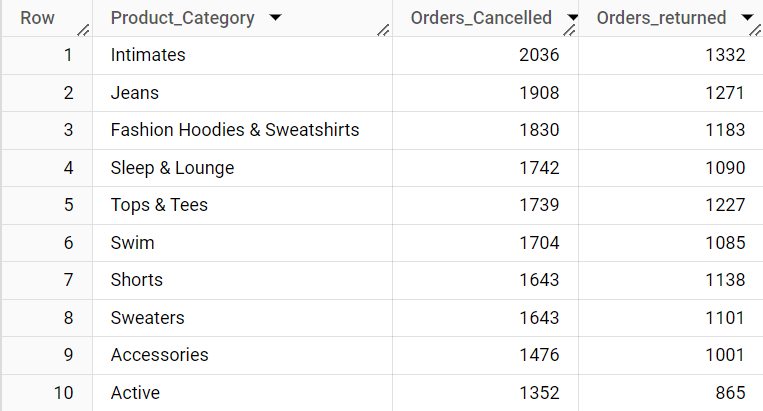 Row Product_Category Orders_Cancelled Orders_returned
1 Intimates 2036 1332
2 Jeans 1908 1271
3 Fashion Hoodies & Sweatshirts 1830 1183
4 Sleep & Lounge 1742 1090
5 Tops & Tees 1739 1227
6 Swim 1704 1085
7 Shorts 1643 1138
8 Sweaters 1643 1101
9 Accessories 1476 1001
10 Active 1352 865